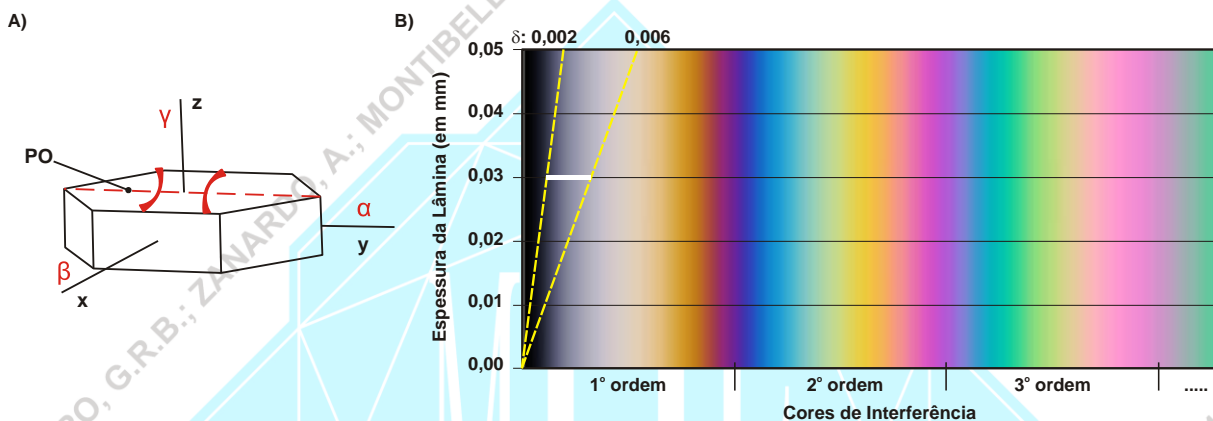 A)
B)
δ: 0,002 0,006
γ
z
PO
α
y
β
x
Espessura da Lâmina (em mm)
0,05
0,04
0,03
0,02
0,01
0,00
1° ordem
2° ordem
3° ordem
.....
Cores de Interferência
G.R.B.; ZANARDO, A.;